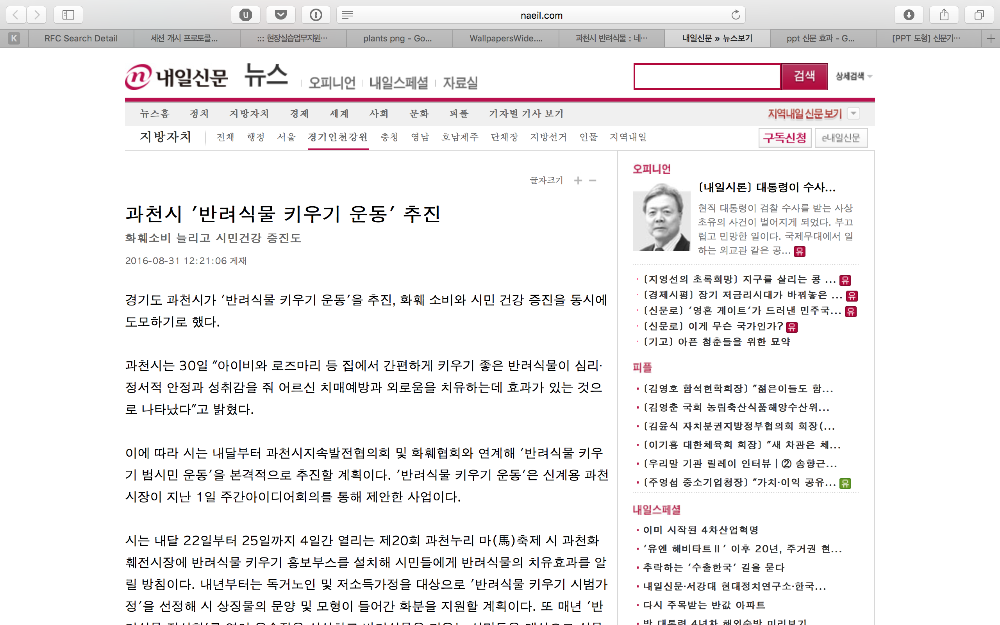 naeil.com
K
RFC Search Detail
세션 개시 프로토콜...
::: 현장실습업무지원...
plants png - Go...
WallpapersWide....
과천시 반려식물 : 네...
내일신문 » 뉴스보기
ppt 신문 효과 - G...
[PPT 도형] 신문기...
내일신문 뉴스 오피니언 내일스페셜 자료실
검색 상세검색
뉴스홈 정치 지방자치 경제 세계 사회 문화 피플 기자별 기사 보기 지역내일 신문 보기
지방자치 전체 행정 서울 경기인천강원 충청 영남 호남제주 단체장 지방선거 인물 지역내일 구독신청 e내일신문
글자크기 + −
과천시 '반려식물 키우기 운동' 추진
화훼소비 늘리고 시민건강 증진도
2016-08-31 12:21:06 게재
경기도 과천시가 '반려식물 키우기 운동'을 추진, 화훼 소비와 시민 건강 증진을 동시에
도모하기로 했다.
과천시는 30일 "아이비와 로즈마리 등 집에서 간편하게 키우기 좋은 반려식물이 심리·
정서적 안정과 성취감을 줘 어르신 치매예방과 외로움을 치유하는데 효과가 있는 것으
로 나타났다"고 밝혔다.
이에 따라 시는 내달부터 과천시지속발전협의회 및 화훼협회와 연계해 '반려식물 키우
기 범시민 운동'을 본격적으로 추진할 계획이다. '반려식물 키우기 운동'은 신계용 과천
시장이 지난 1일 주간아이디어회의를 통해 제안한 사업이다.
시는 내달 22일부터 25일까지 4일간 열리는 제20회 과천누리 마(馬)축제 시 과천화
훼전시장에 반려식물 키우기 홍보부스를 설치해 시민들에게 반려식물의 치유효과를 알
릴 방침이다. 내년부터는 독거노인 및 저소득가정을 대상으로 '반려식물 키우기 시범가
정'을 선정해 시 상징물의 문양 및 모형이 들어간 화분을 지원할 계획이다. 또 매년 '반
오피니언
[내일시론] 대통령이 수사...
현직 대통령이 검찰 수사를 받는 사상
초유의 사건이 벌어지게 되었다. 부끄
럽고 민망한 일이다. 국제무대에서 일
하는 외교관 같은 공... 유
[지영선의 초록희망] 지구를 살리는 콩 ... 유
[경제시평] 장기 저금리시대가 바꿔놓은 ... 유
[신문로] '영혼 게이트'가 드러낸 민주국... 유
[신문로] 이게 무슨 국가인가? 유
[기고] 아픈 청춘들을 위한 묘약
피플
[김영호 함석헌학회장] "젊은이들도 함...
[김영춘 국회 농림축산식품해양수산위...
[김윤식 자치분권지방정부협의회 회장(...
[이기흥 대한체육회 회장] "새 차관은 체...
[우리말 기관 릴레이 인터뷰 | ② 송향근...
[주영섭 중소기업청장] "가치·이익 공유... 유
내일스페셜
이미 시작된 4차산업혁명
'유엔 해비타트Ⅱ' 이후 20년, 주거권 현...
추락하는 '수출한국' 길을 묻다
내일신문·서강대 현대정치연구소·한국...
다시 주목받는 반값 아파트
박 대통령 4년차 해외순방 미리보기